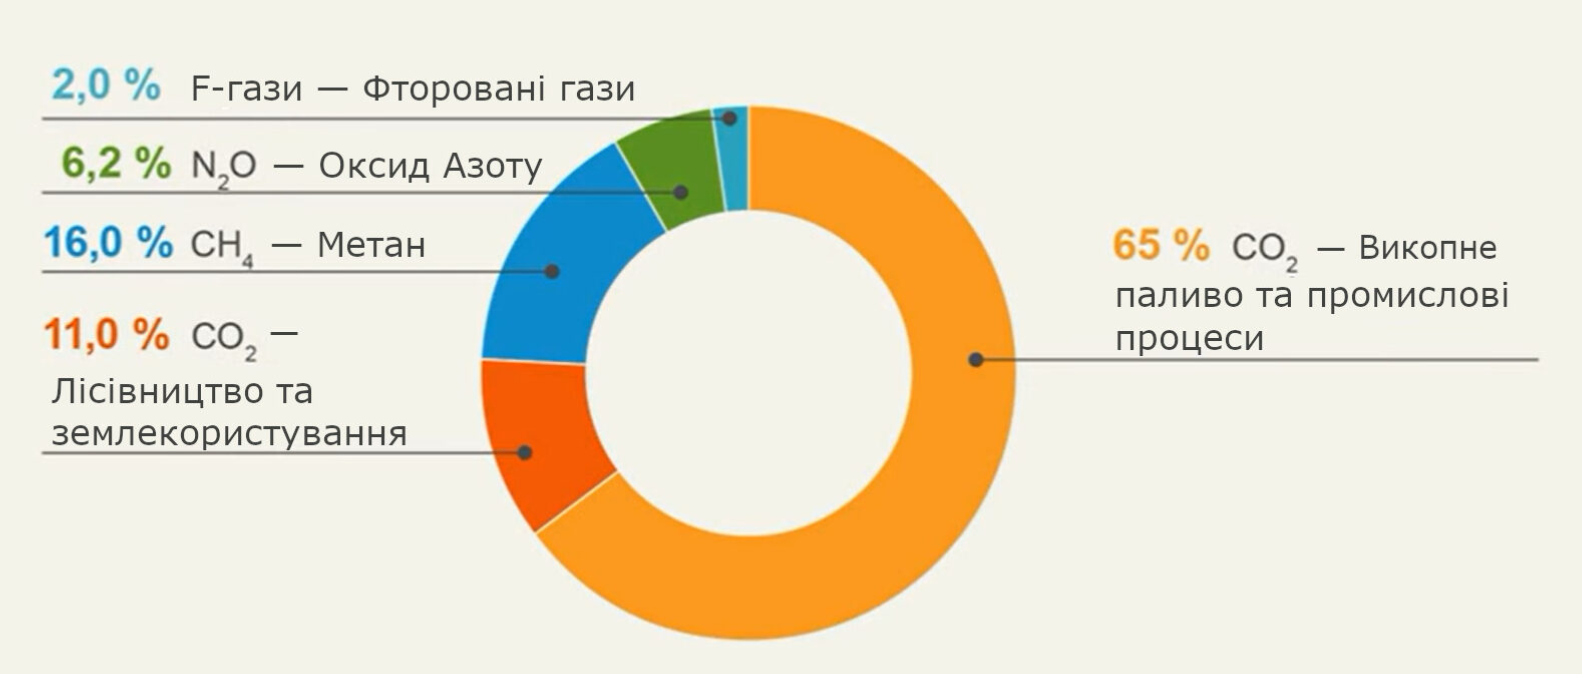 2,0 % F-гази — Фторовані гази
6,2 % N₂O — Оксид Азоту
16,0 % CH₄ — Метан
11,0 % CO₂ —
Лісівництво та
землекористування
65 % CO₂ — Викопне
паливо та промислові
процеси